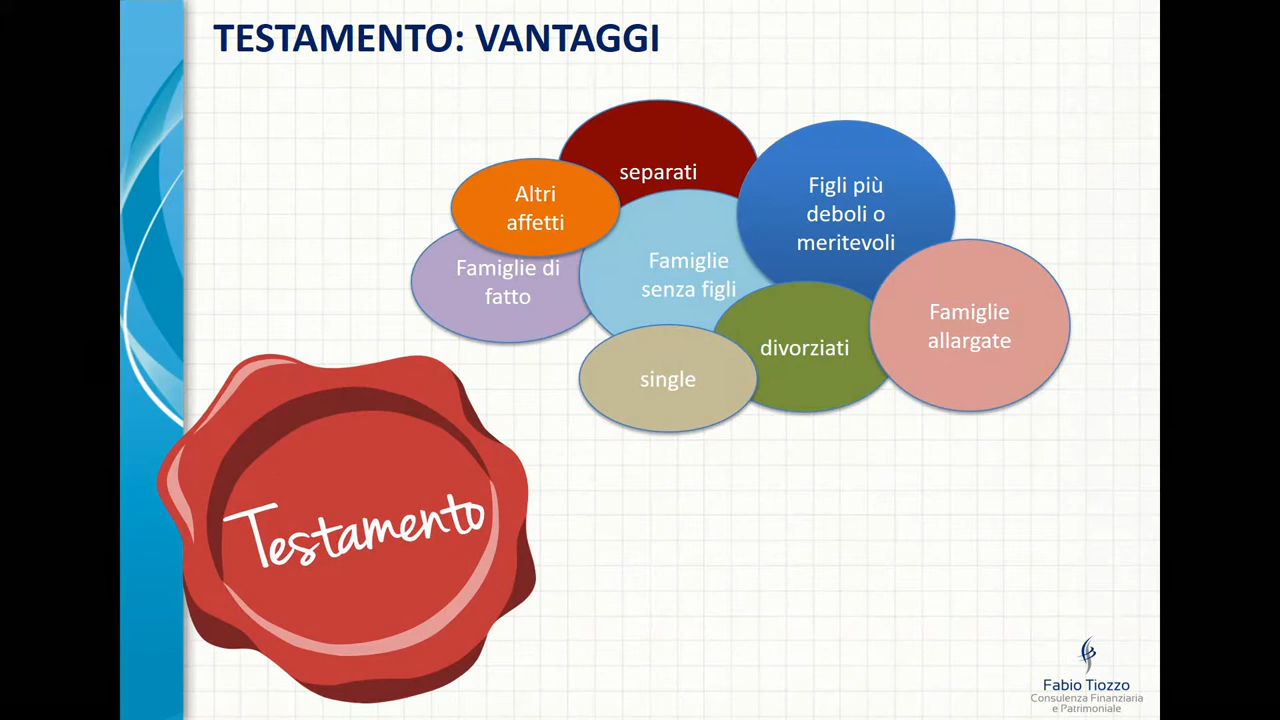 TESTAMENTO: VANTAGGI
separati
Altri
affetti
Figli più
deboli o
meritevoli
Famiglie di
fatto
Famiglie
senza figli
Famiglie
allargate
divorziati
single
Testamento
Fabio Tiozzo
Consulenza Finanziaria
e Patrimoniale